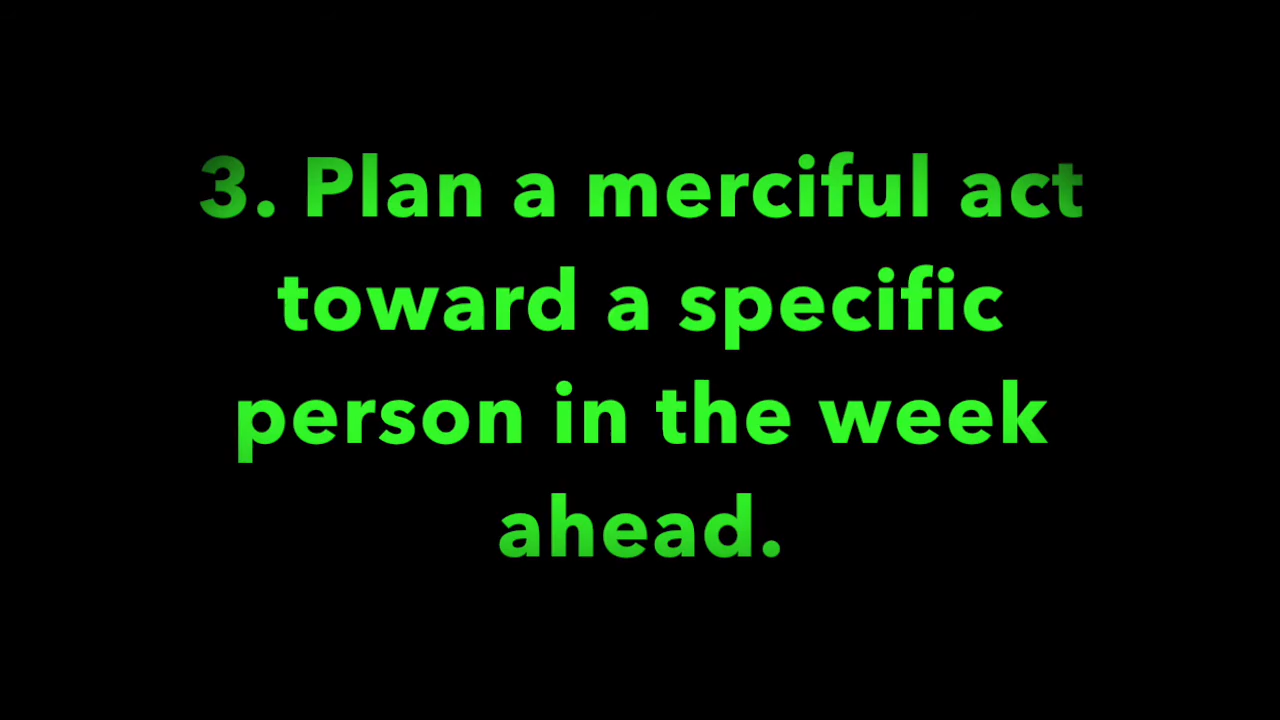 3. Plan a merciful act
toward a specific
person in the week
ahead.